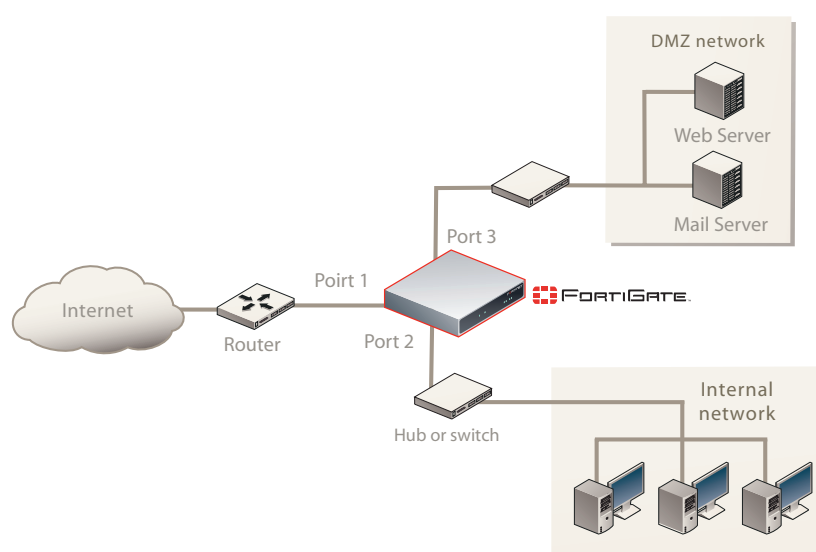 DMZ network
Web Server
Mail Server
Port 3
Poirt 1
Internet
FORTIGATE.
Router
Port 2
Internal
network
Hub or switch